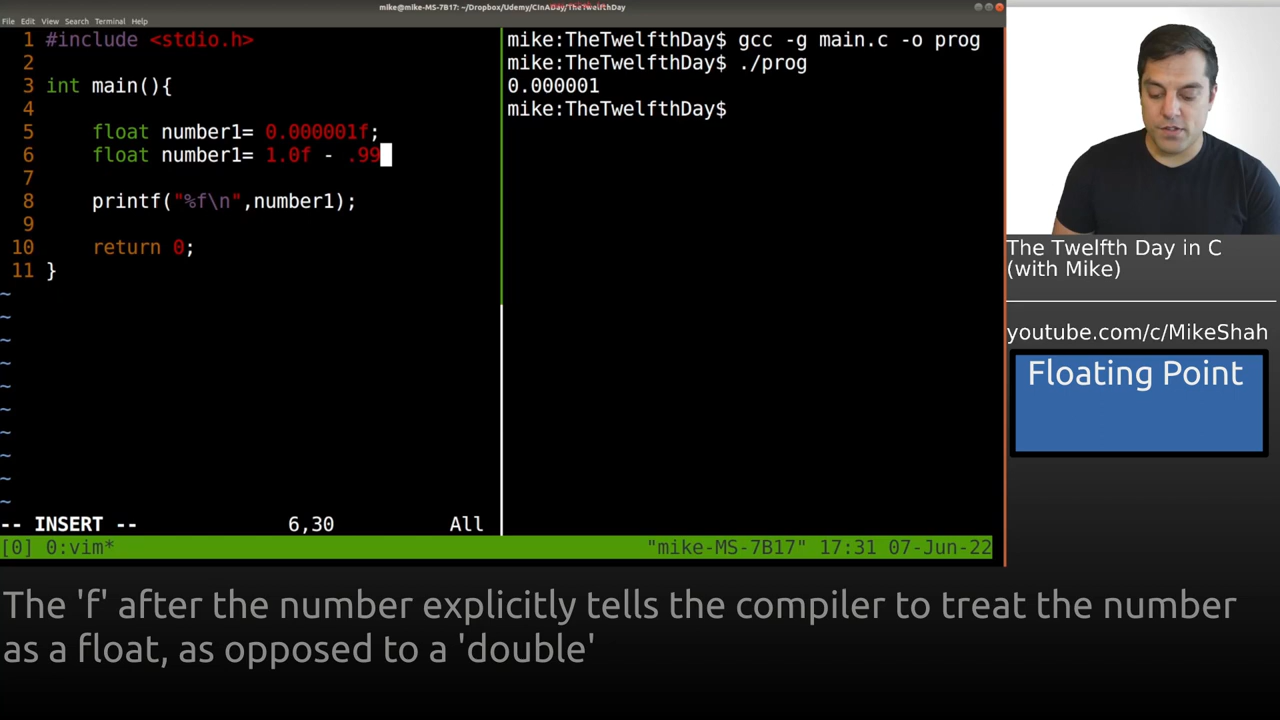 mike@mike-MS-7B17: ~/Dropbox/Udemy/CInADay/TheTwelfthDay
File Edit View Search Terminal Help
1 #include <stdio.h>
2
3 int main(){
4
5     float number1= 0.000001f;
6     float number1= 1.0f - .99
7
8     printf("%f\n",number1);
9
10     return 0;
11 }
~
~
~
~
~
~
~
~
~
~
-- INSERT -- 6,30 All
mike:TheTwelfthDay$ gcc -g main.c -o prog
mike:TheTwelfthDay$ ./prog
0.000001
mike:TheTwelfthDay$
[0] 0:vim* "mike-MS-7B17" 17:31 07-Jun-22
The Twelfth Day in C
(with Mike)
youtube.com/c/MikeShah
Floating Point
The 'f' after the number explicitly tells the compiler to treat the number
as a float, as opposed to a 'double'